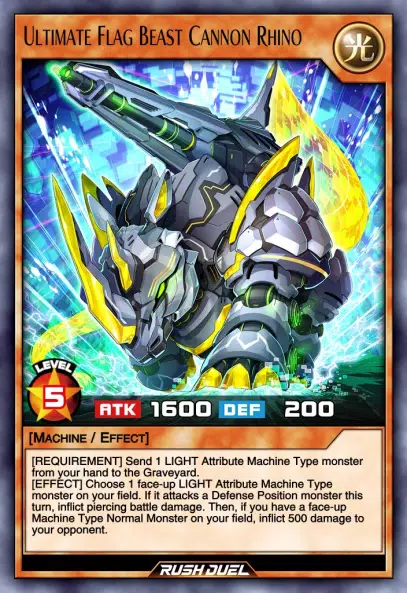 ULTIMATE FLAG BEAST CANNON RHINO
光
LEVEL
5
ATK 1600 DEF 200
[MACHINE / EFFECT]
[REQUIREMENT] Send 1 LIGHT Attribute Machine Type monster
from your hand to the Graveyard.
[EFFECT] Choose 1 face-up LIGHT Attribute Machine Type
monster on your field. If it attacks a Defense Position monster this
turn, inflict piercing battle damage. Then, if you have a face-up
Machine Type Normal Monster on your field, inflict 500 damage to
your opponent.
RUSH DUEL